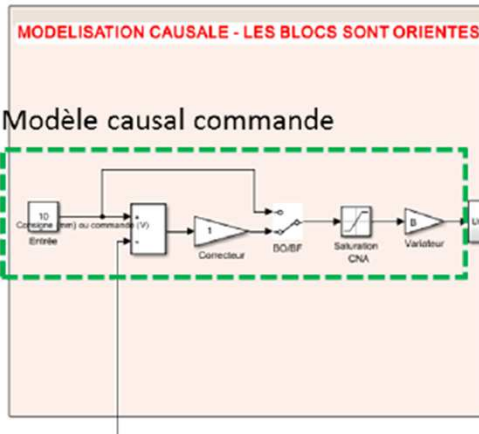 MODELISATION CAUSALE - LES BLOCS SONT ORIENTES
Modèle causal commande
10
Consigne (mm) ou commande (V)
Entrée
+
-
1
Correcteur
BO/BF
Saturation
CNA
B
Variateur